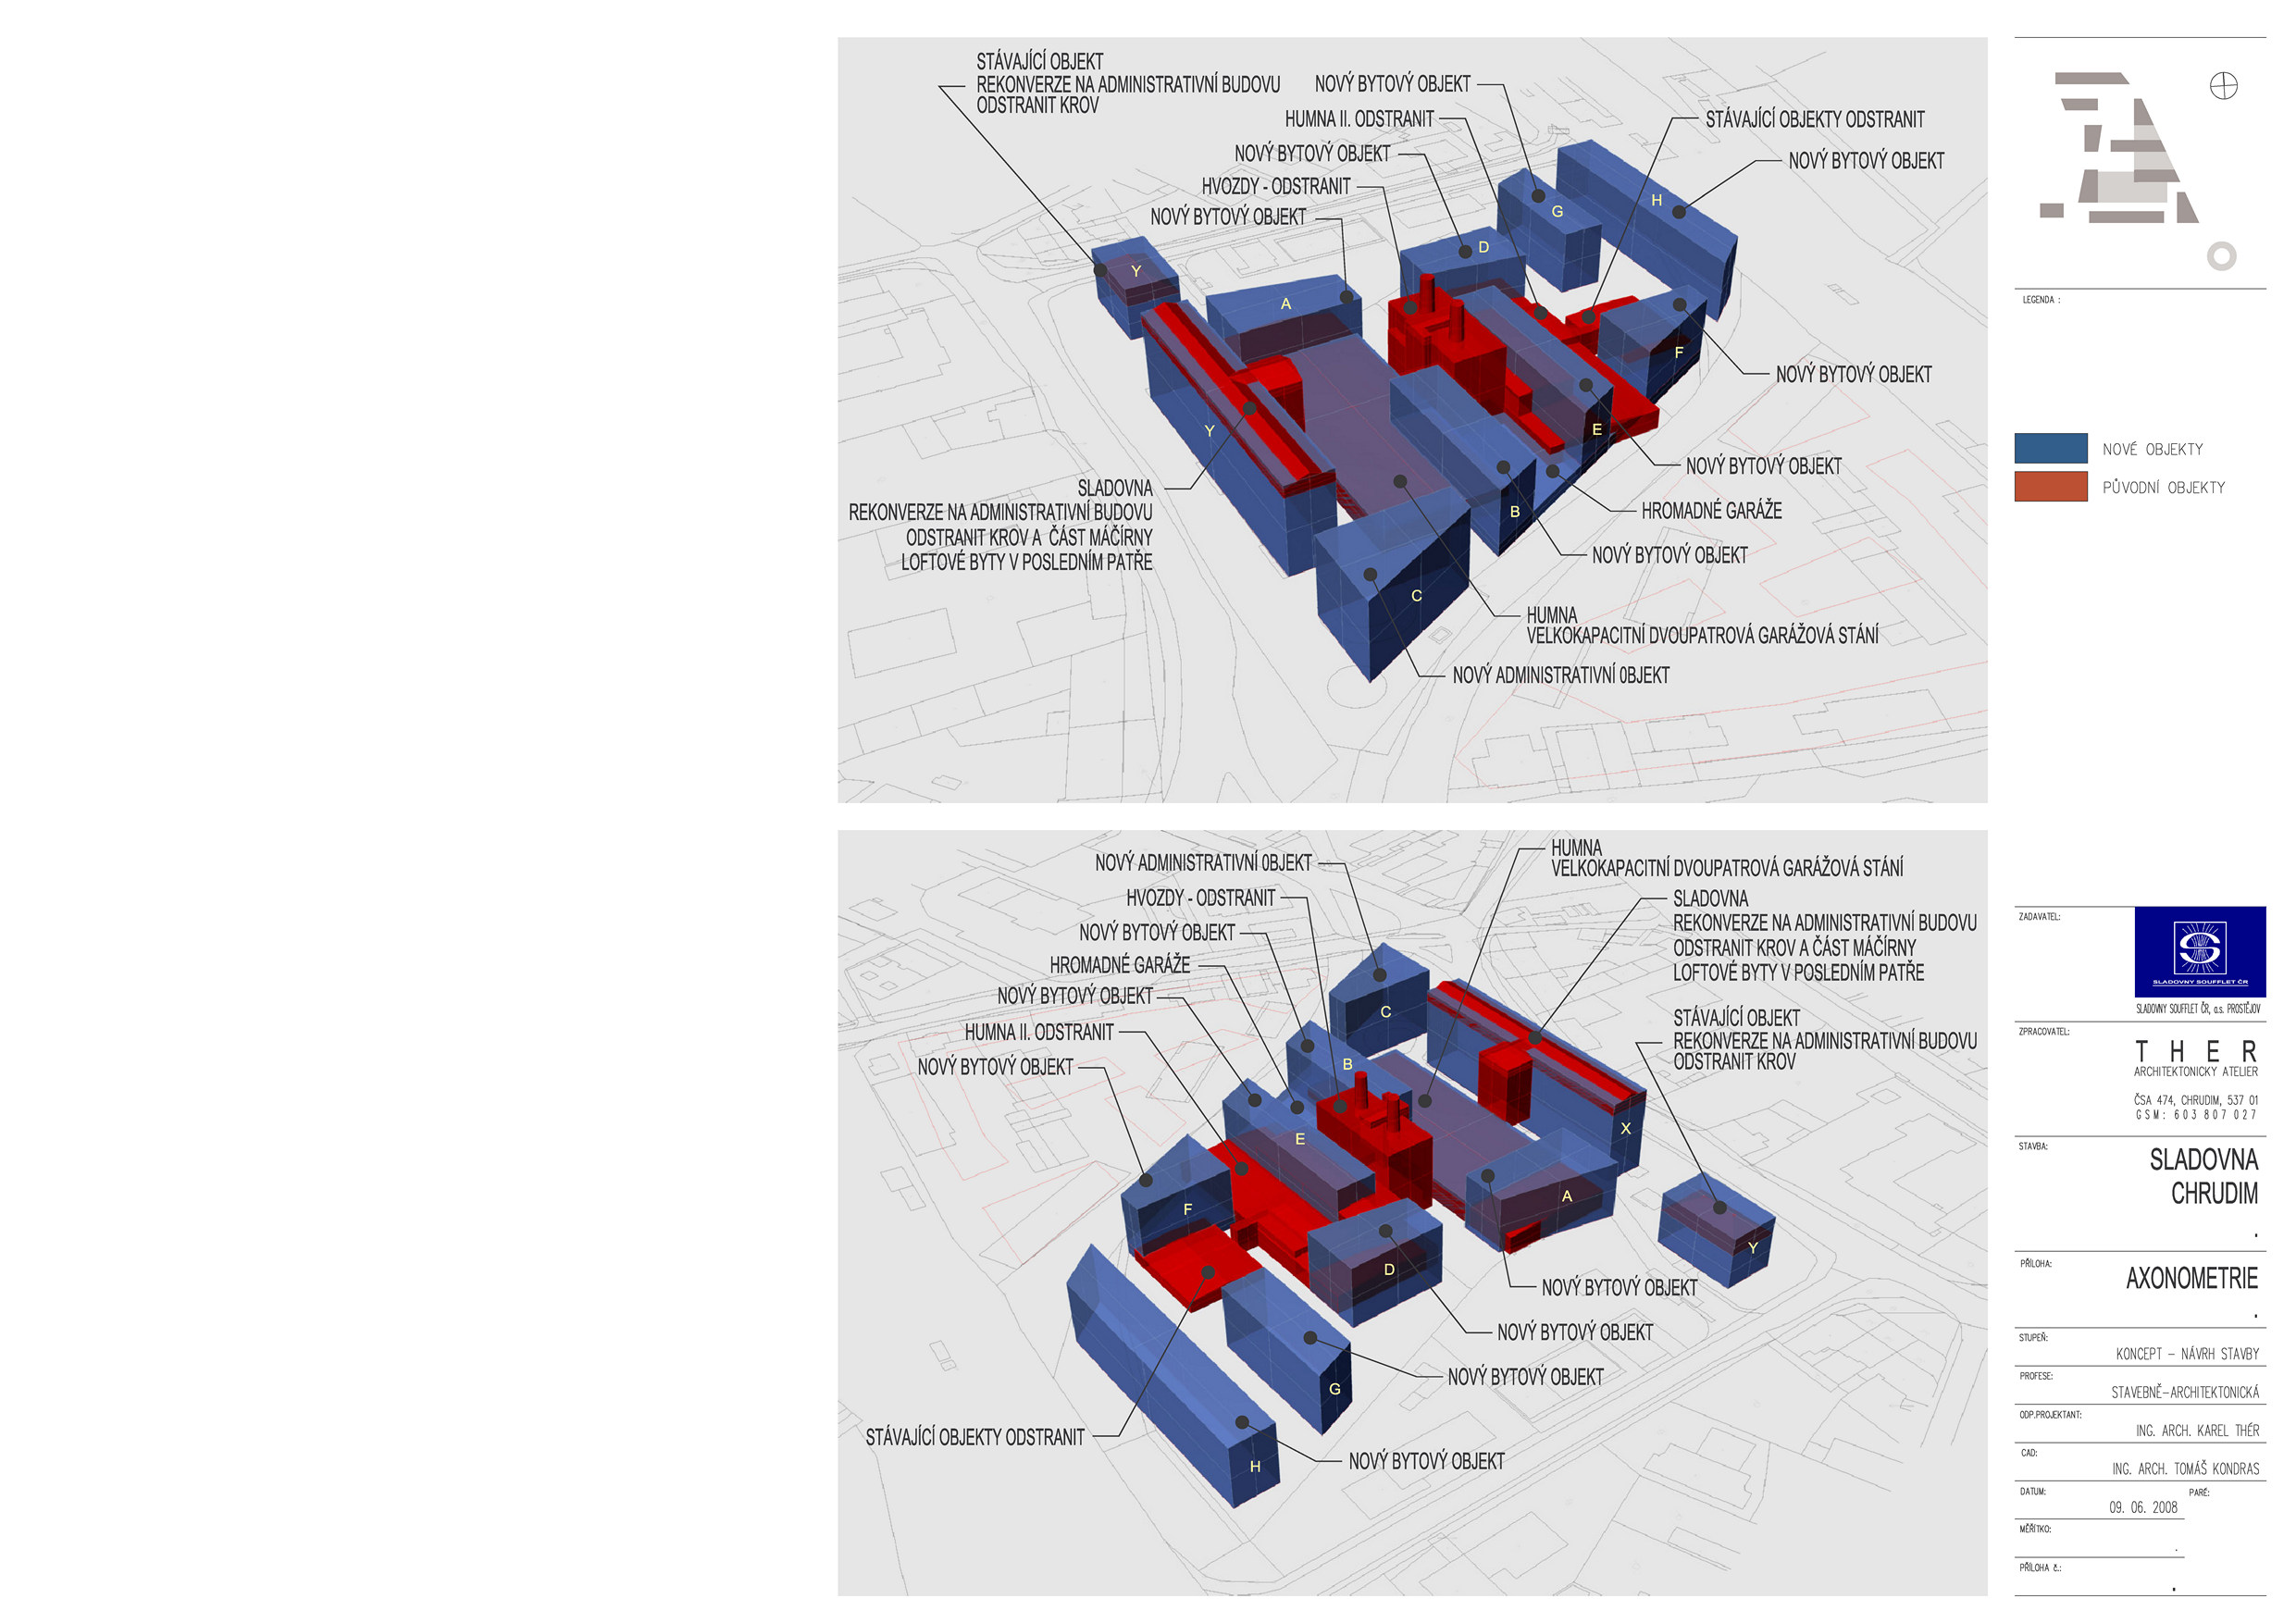 STÁVAJÍCÍ OBJEKT
REKONVERZE NA ADMINISTRATIVNÍ BUDOVU
ODSTRANIT KROV
NOVÝ BYTOVÝ OBJEKT
HUMNA II. ODSTRANIT
NOVÝ BYTOVÝ OBJEKT
HVOZDY - ODSTRANIT
NOVÝ BYTOVÝ OBJEKT
STÁVAJÍCÍ OBJEKTY ODSTRANIT
NOVÝ BYTOVÝ OBJEKT
H
G
D
Y
A
F
NOVÝ BYTOVÝ OBJEKT
Y
E
NOVÝ BYTOVÝ OBJEKT
SLADOVNA
REKONVERZE NA ADMINISTRATIVNÍ BUDOVU
ODSTRANIT KROV A ČÁST MÁČÍRNY
LOFTOVÉ BYTY V POSLEDNÍM PATŘE
B
HROMADNÉ GARÁŽE
NOVÝ BYTOVÝ OBJEKT
C
HUMNA
VELKOKAPACITNÍ DVOUPATROVÁ GARÁŽOVÁ STÁNÍ
NOVÝ ADMINISTRATIVNÍ 0BJEKT
NOVÝ ADMINISTRATIVNÍ 0BJEKT
HVOZDY - ODSTRANIT
NOVÝ BYTOVÝ OBJEKT
HROMADNÉ GARÁŽE
NOVÝ BYTOVÝ OBJEKT
HUMNA II. ODSTRANIT
NOVÝ BYTOVÝ OBJEKT
HUMNA
VELKOKAPACITNÍ DVOUPATROVÁ GARÁŽOVÁ STÁNÍ
SLADOVNA
REKONVERZE NA ADMINISTRATIVNÍ BUDOVU
ODSTRANIT KROV A ČÁST MÁČÍRNY
LOFTOVÉ BYTY V POSLEDNÍM PATŘE
STÁVAJÍCÍ OBJEKT
REKONVERZE NA ADMINISTRATIVNÍ BUDOVU
ODSTRANIT KROV
C
B
X
E
A
F
Y
D
NOVÝ BYTOVÝ OBJEKT
NOVÝ BYTOVÝ OBJEKT
NOVÝ BYTOVÝ OBJEKT
G
STÁVAJÍCÍ OBJEKTY ODSTRANIT
NOVÝ BYTOVÝ OBJEKT
H
LEGENDA :
NOVÉ OBJEKTY
PŮVODNÍ OBJEKTY
ZADAVATEL:
S
SLADOVNY SOUFFLET ČR
SLADOVNY SOUFFLET ČR, a.s. PROSTĚJOV
ZPRACOVATEL:
T H E R
ARCHITEKTONICKY ATELIER
ČSA 474, CHRUDIM, 537 01
GSM: 603 807 027
STAVBA:
SLADOVNA
CHRUDIM
.
PŘÍLOHA:
AXONOMETRIE
.
STUPEŇ:
KONCEPT – NÁVRH STAVBY
PROFESE:
STAVEBNĚ-ARCHITEKTONICKÁ
ODP.PROJEKTANT:
ING. ARCH. KAREL THÉR
CAD:
ING. ARCH. TOMÁŠ KONDRAS
DATUM:
PARÉ:
09. 06. 2008
MĚŘÍTKO:
.
PŘÍLOHA č.:
.